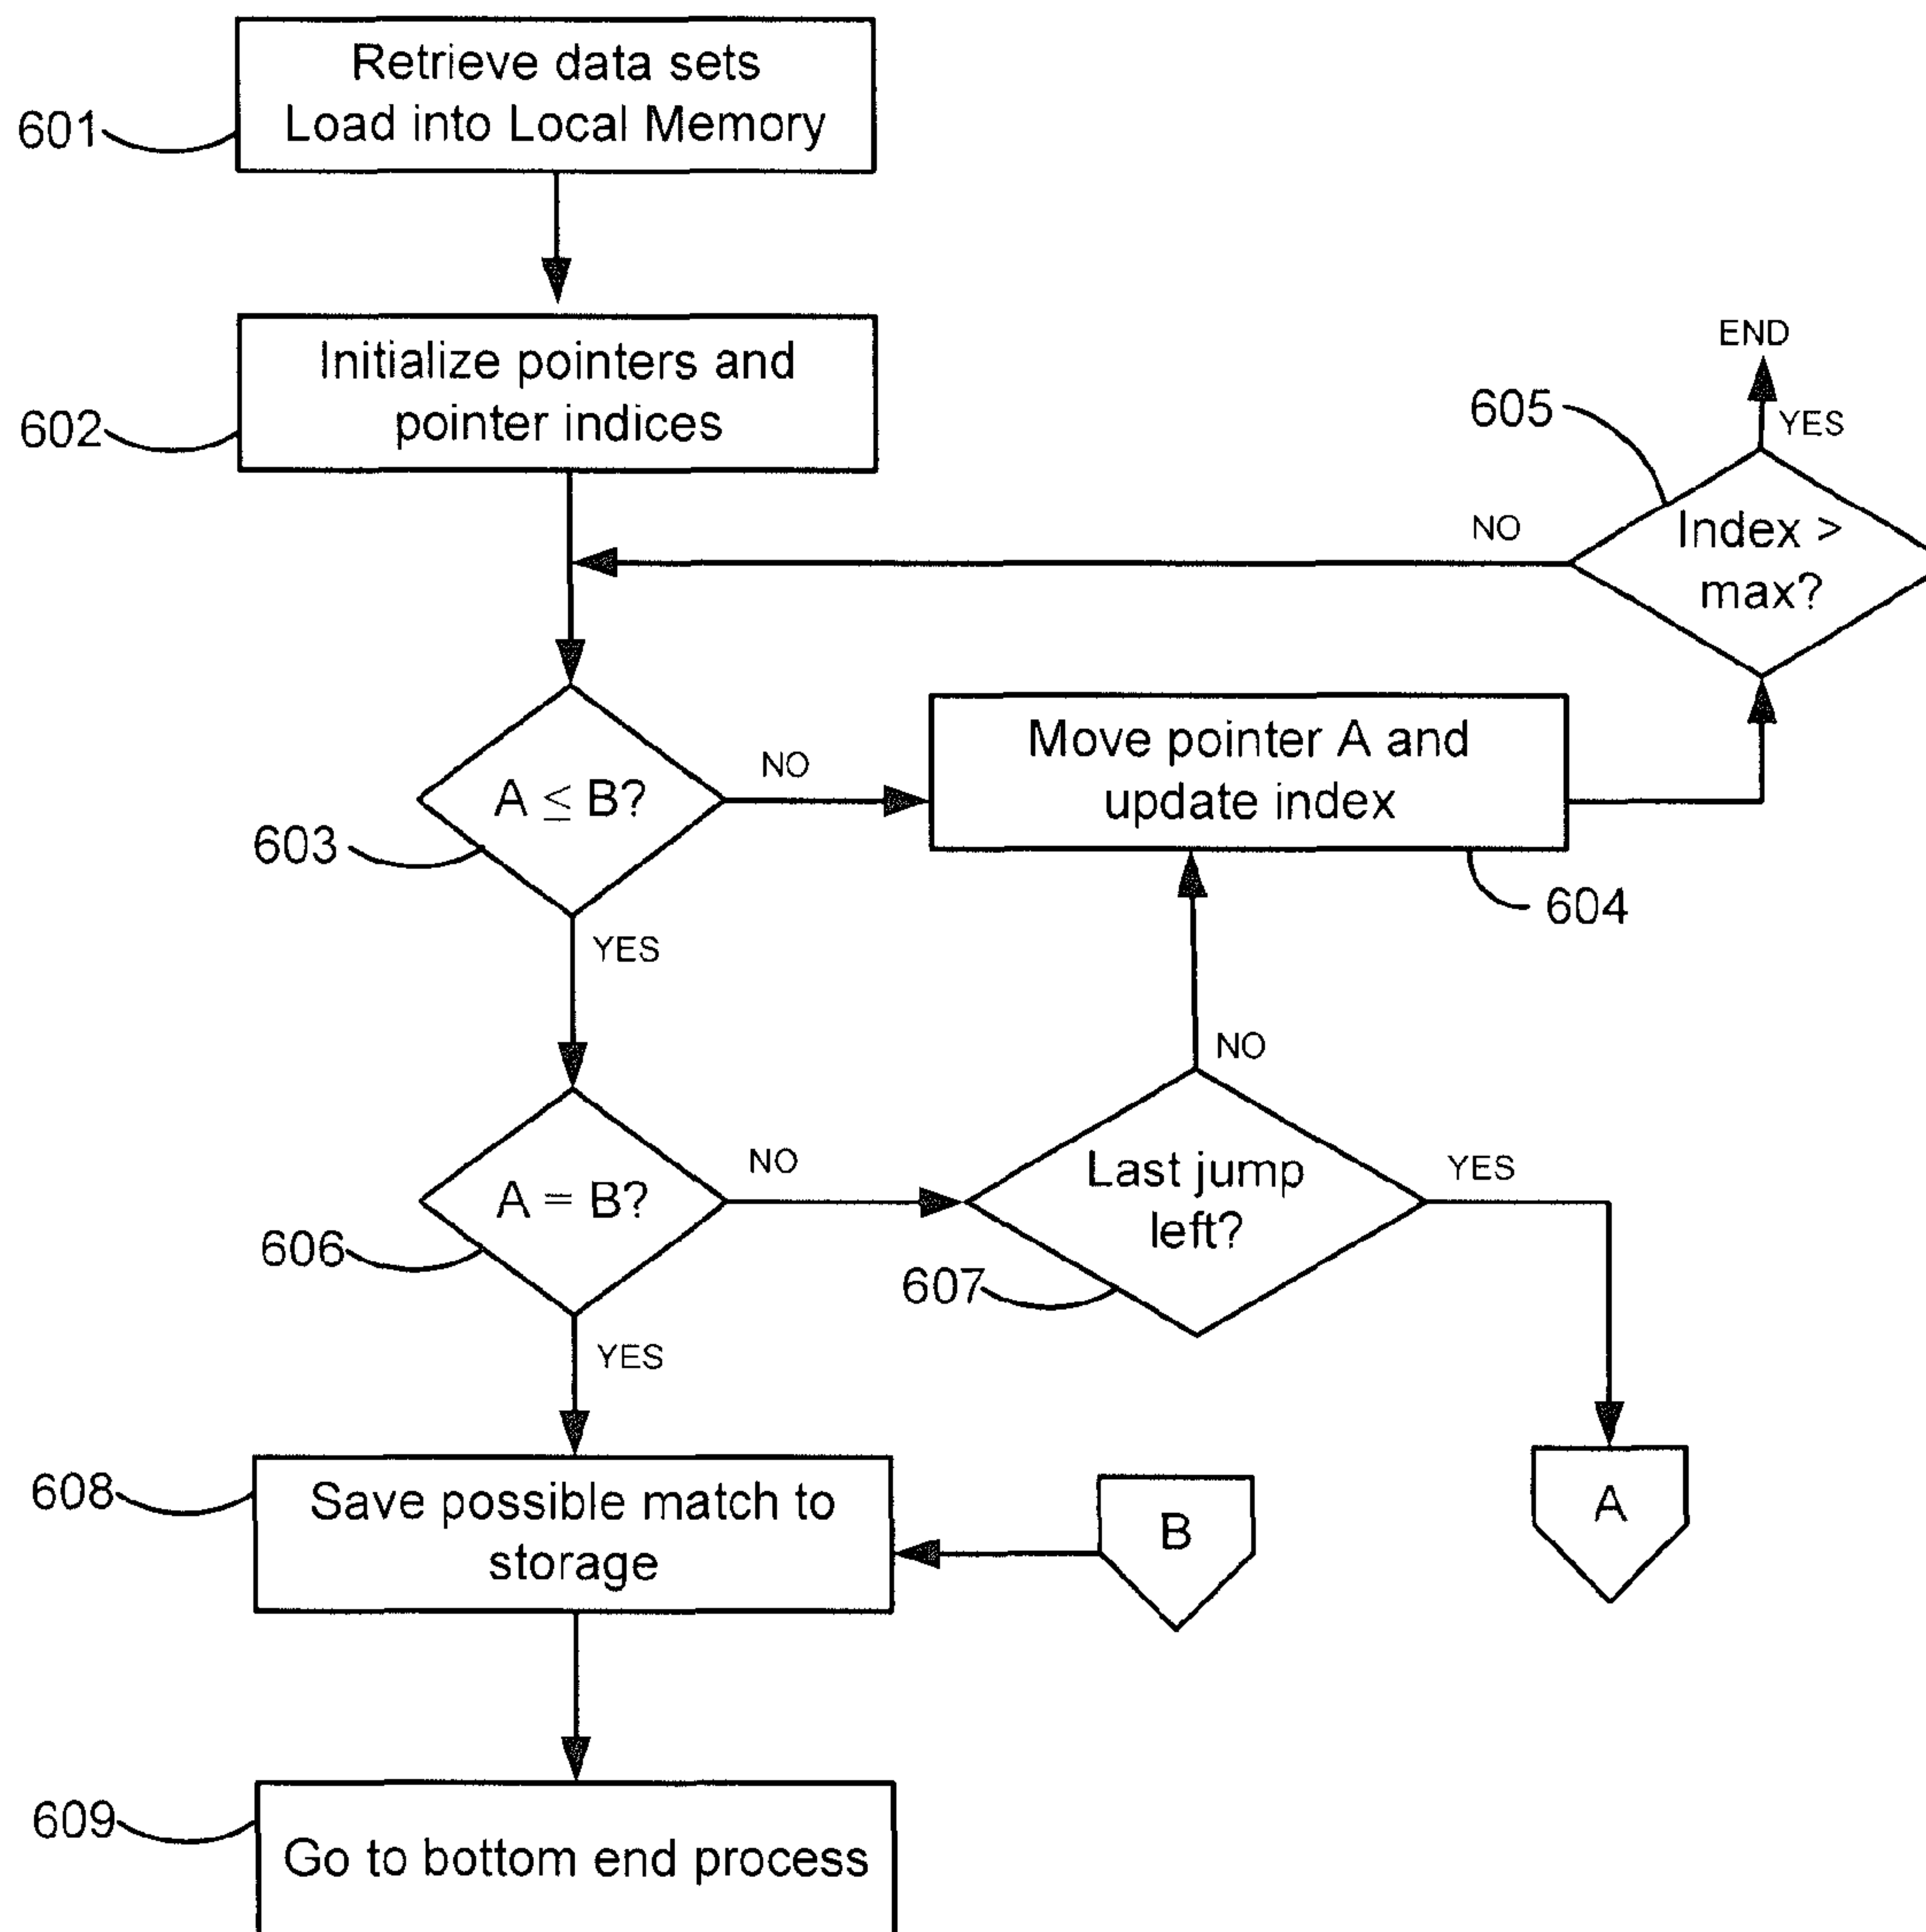 Retrieve data sets
Load into Local Memory
601
Initialize pointers and
pointer indices
602
END
YES
605
Index >
max?
NO
A ≤ B?
603
NO
Move pointer A and
update index
604
YES
A = B?
606
NO
Last jump
left?
607
NO
YES
A
YES
Save possible match to
storage
608
B
Go to bottom end process
609